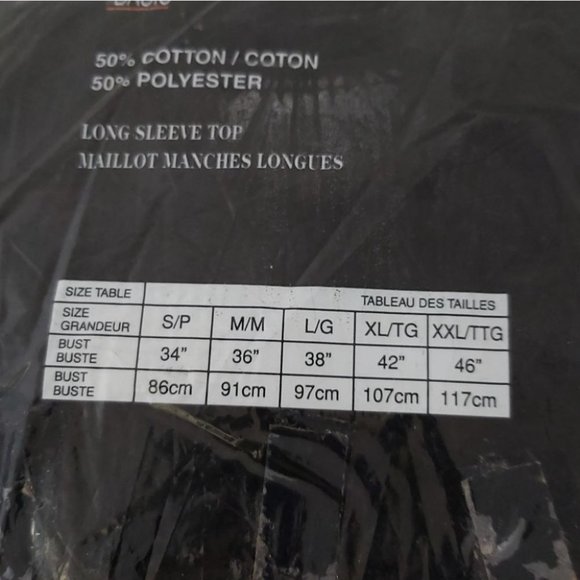 50% COTTON / COTON
50% POLYESTER
LONG SLEEVE TOP
MAILLOT MANCHES LONGUES
SIZE TABLE TABLEAU DES TAILLES
SIZE GRANDEUR S/P M/M L/G XL/TG XXL/TTG
BUST BUSTE 34" 36" 38" 42" 46"
BUST BUSTE 86cm 91cm 97cm 107cm 117cm